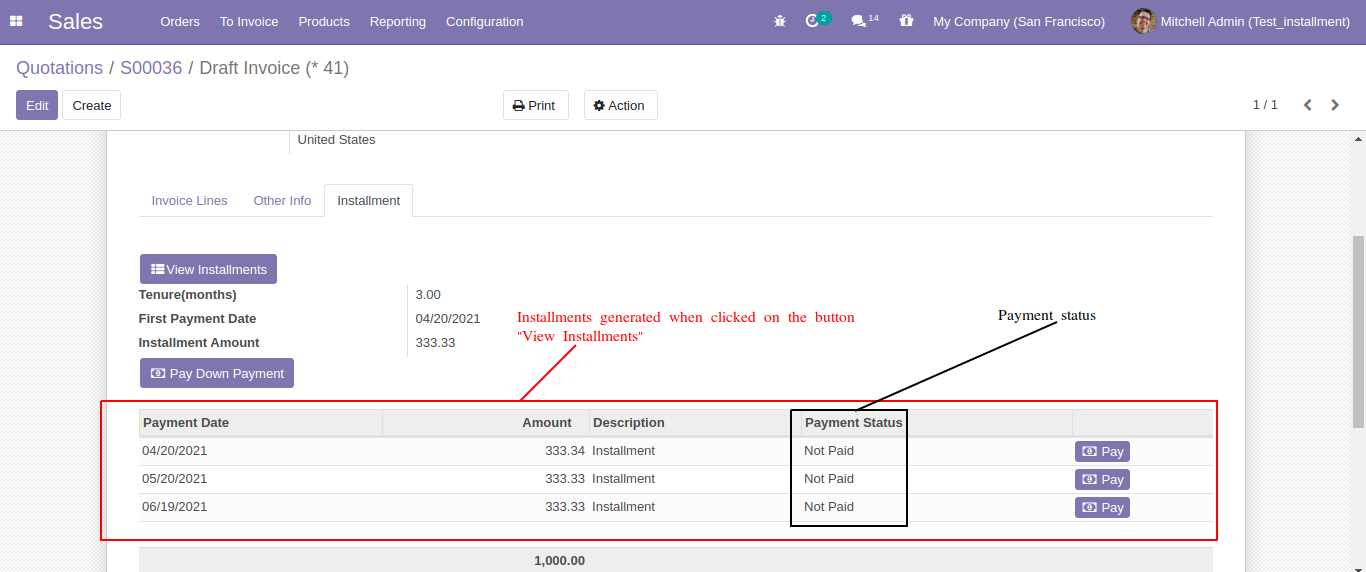 Sales Orders To Invoice Products Reporting Configuration 2 14 My Company (San Francisco) Mitchell Admin (Test_installment)
Quotations / S00036 / Draft Invoice (* 41)
Edit Create Print Action 1 / 1
United States
Invoice Lines Other Info Installment
View Installments
Tenure(months) 3.00
First Payment Date 04/20/2021
Installment Amount 333.33
Installments generated when clicked on the button
"View Installments"
Payment status
Pay Down Payment
Payment Date Amount Description Payment Status
04/20/2021 333.34 Installment Not Paid Pay
05/20/2021 333.33 Installment Not Paid Pay
06/19/2021 333.33 Installment Not Paid Pay
1,000.00